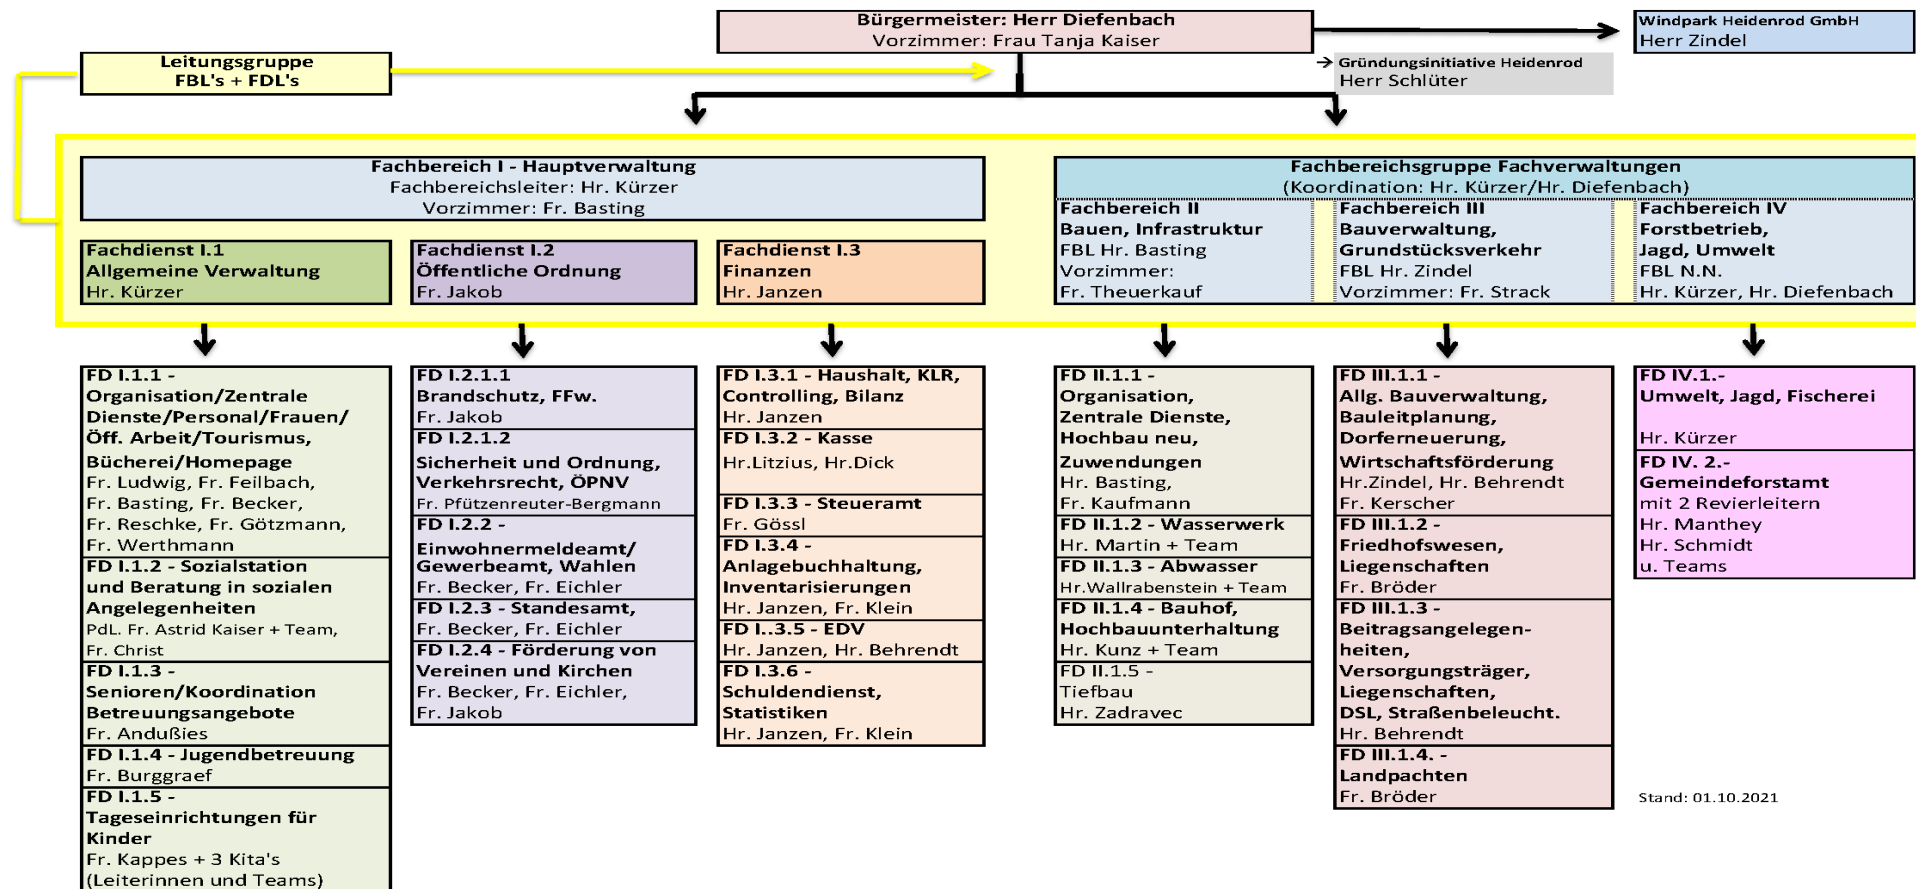 Bürgermeister: Herr Diefenbach
Vorzimmer: Frau Tanja Kaiser
Windpark Heidenrod GmbH
Herr Zindel
Leitungsgruppe
FBL's + FDL's
→ Gründungsinitiative Heidenrod
Herr Schlüter
Fachbereich I - Hauptverwaltung
Fachbereichsleiter: Hr. Kürzer
Vorzimmer: Fr. Basting
Fachbereichsgruppe Fachverwaltungen
(Koordination: Hr. Kürzer/Hr. Diefenbach)
Fachdienst I.1
Allgemeine Verwaltung
Hr. Kürzer
Fachdienst I.2
Öffentliche Ordnung
Fr. Jakob
Fachdienst I.3
Finanzen
Hr. Janzen
Fachbereich II
Bauen, Infrastruktur
FBL Hr. Basting
Vorzimmer:
Fr. Theuerkauf
Fachbereich III
Bauverwaltung,
Grundstücksverkehr
FBL Hr. Zindel
Vorzimmer: Fr. Strack
Fachbereich IV
Forstbetrieb,
Jagd, Umwelt
FBL N.N.
Hr. Kürzer, Hr. Diefenbach
FD I.1.1 -
Organisation/Zentrale
Dienste/Personal/Frauen/
Öff. Arbeit/Tourismus,
Bücherei/Homepage
Fr. Ludwig, Fr. Feilbach,
Fr. Basting, Fr. Becker,
Fr. Reschke, Fr. Götzmann,
Fr. Werthmann
FD I.1.2 - Sozialstation
und Beratung in sozialen
Angelegenheiten
PdL. Fr. Astrid Kaiser + Team,
Fr. Christ
FD I.1.3 -
Senioren/Koordination
Betreuungsangebote
Fr. Andußies
FD I.1.4 - Jugendbetreuung
Fr. Burggraef
FD I.1.5 -
Tageseinrichtungen für
Kinder
Fr. Kappes + 3 Kita's
(Leiterinnen und Teams)
FD I.2.1.1
Brandschutz, FFw.
Fr. Jakob
FD I.2.1.2
Sicherheit und Ordnung,
Verkehrsrecht, ÖPNV
Fr. Pfützenreuter-Bergmann
FD I.2.2 -
Einwohnermeldeamt/
Gewerbeamt, Wahlen
Fr. Becker, Fr. Eichler
FD I.2.3 - Standesamt,
Fr. Becker, Fr. Eichler
FD I.2.4 - Förderung von
Vereinen und Kirchen
Fr. Becker, Fr. Eichler,
Fr. Jakob
FD I.3.1 - Haushalt, KLR,
Controlling, Bilanz
Hr. Janzen
FD I.3.2 - Kasse
Hr.Litzius, Hr.Dick
FD I.3.3 - Steueramt
Fr. Gössl
FD I.3.4 -
Anlagebuchhaltung,
Inventarisierungen
Hr. Janzen, Fr. Klein
FD I..3.5 - EDV
Hr. Janzen, Hr. Behrendt
FD I.3.6 -
Schuldendienst,
Statistiken
Hr. Janzen, Fr. Klein
FD II.1.1 -
Organisation,
Zentrale Dienste,
Hochbau neu,
Zuwendungen
Hr. Basting,
Fr. Kaufmann
FD II.1.2 - Wasserwerk
Hr. Martin + Team
FD II.1.3 - Abwasser
Hr.Wallrabenstein + Team
FD II.1.4 - Bauhof,
Hochbauunterhaltung
Hr. Kunz + Team
FD II.1.5 -
Tiefbau
Hr. Zadravec
FD III.1.1 -
Allg. Bauverwaltung,
Bauleitplanung,
Dorferneuerung,
Wirtschaftsförderung
Hr.Zindel, Hr. Behrendt
Fr. Kerscher
FD III.1.2 -
Friedhofswesen,
Liegenschaften
Fr. Bröder
FD III.1.3 -
Beitragsangelegen-
heiten,
Versorgungsträger,
Liegenschaften,
DSL, Straßenbeleucht.
Hr. Behrendt
FD III.1.4. -
Landpachten
Fr. Bröder
FD IV.1.-
Umwelt, Jagd, Fischerei
Hr. Kürzer
FD IV. 2.-
Gemeindeforstamt
mit 2 Revierleitern
Hr. Manthey
Hr. Schmidt
u. Teams
Stand: 01.10.2021